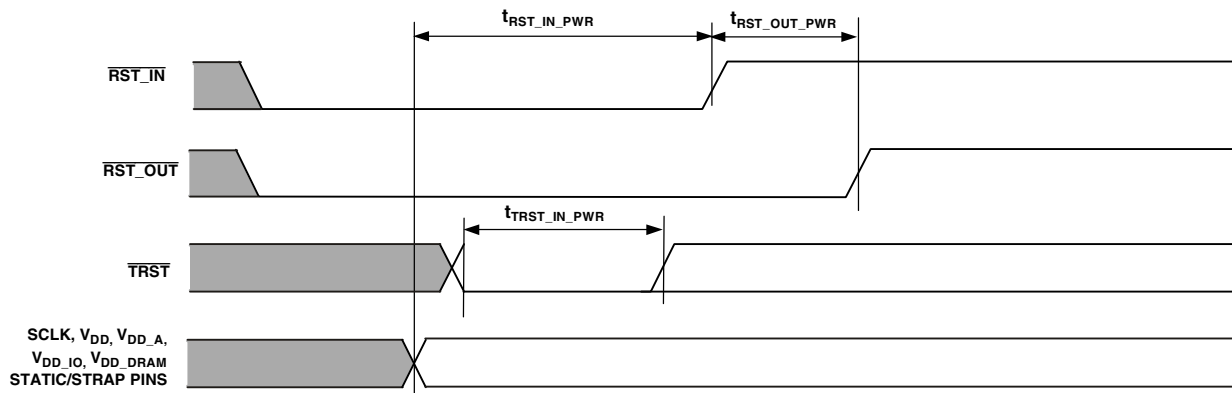 tRST_IN_PWR
tRST_OUT_PWR
RST_IN
RST_OUT
tTRST_IN_PWR
TRST
SCLK, VDD, VDD_A,
VDD_IO, VDD_DRAM
STATIC/STRAP PINS